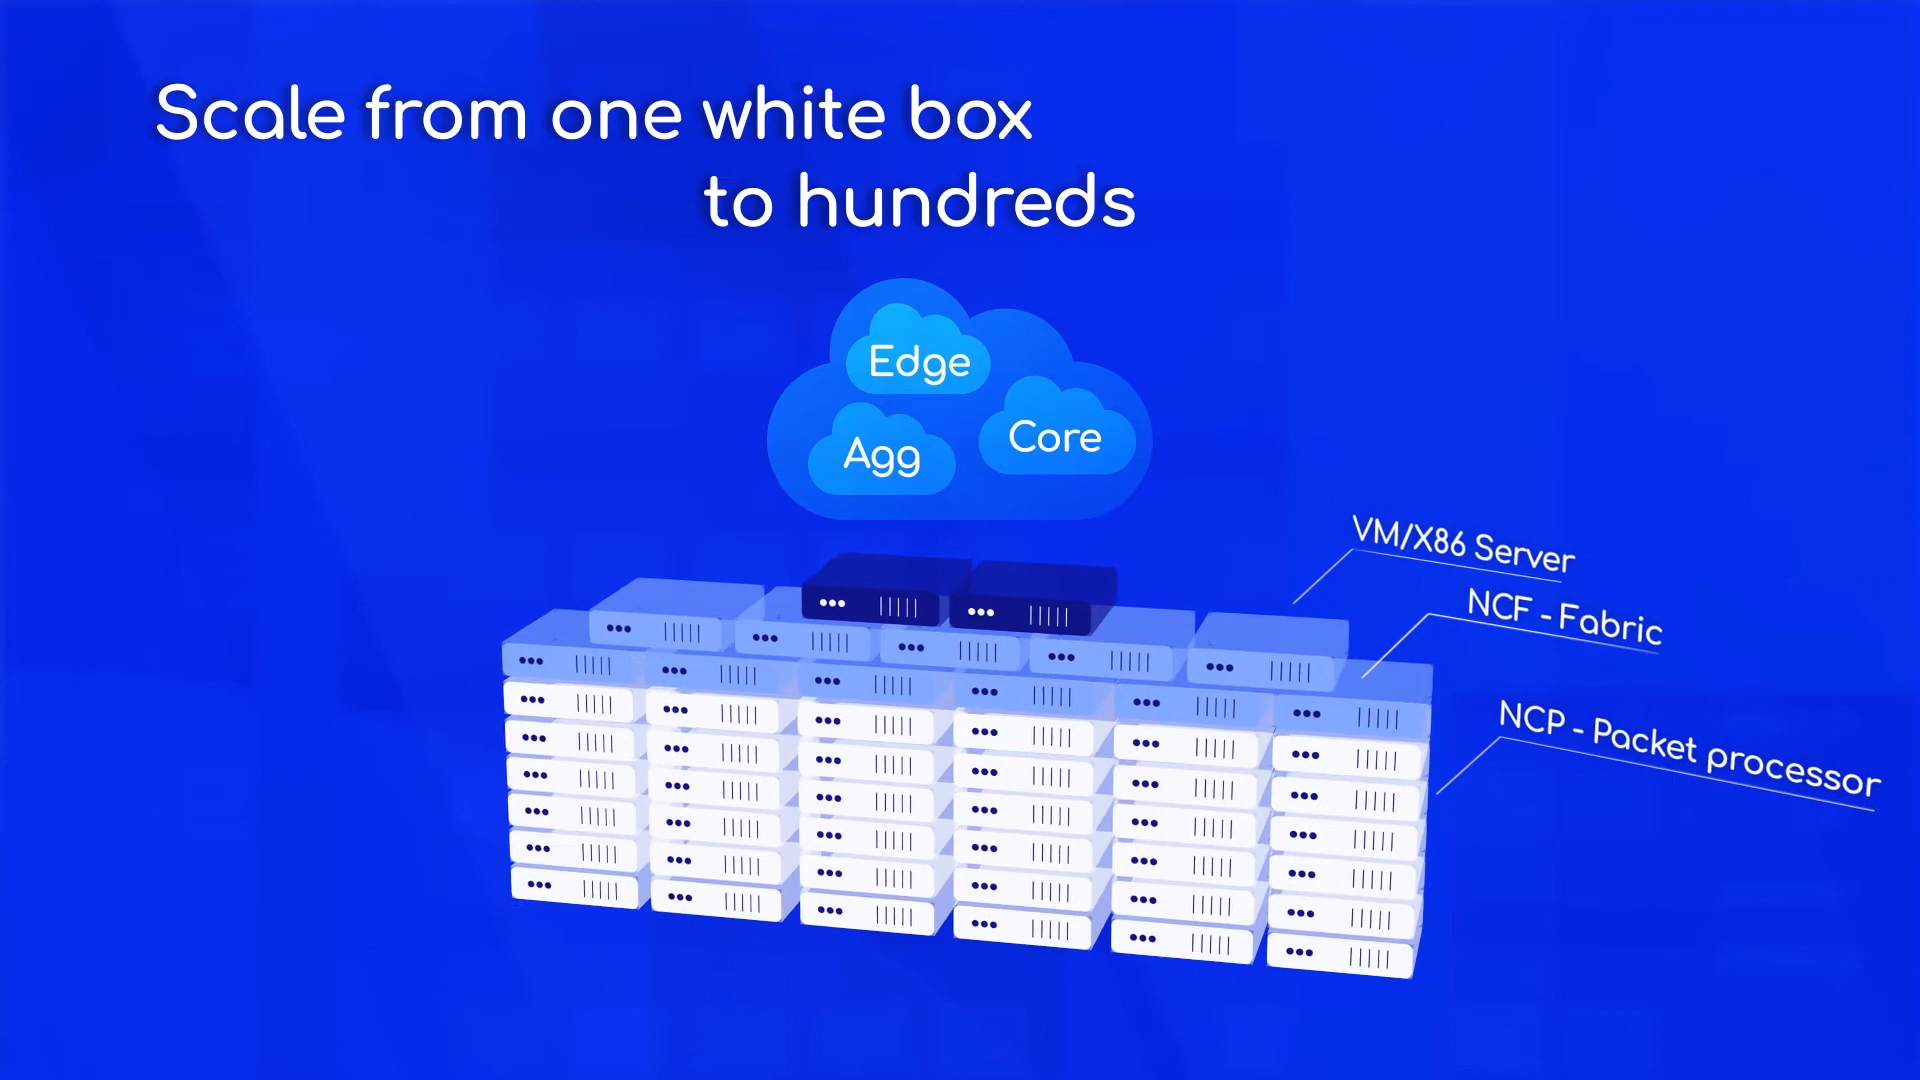 Scale from one white box
to hundreds
Edge
Core
Agg
VM/X86 Server
NCF - Fabric
NCP - Packet processor